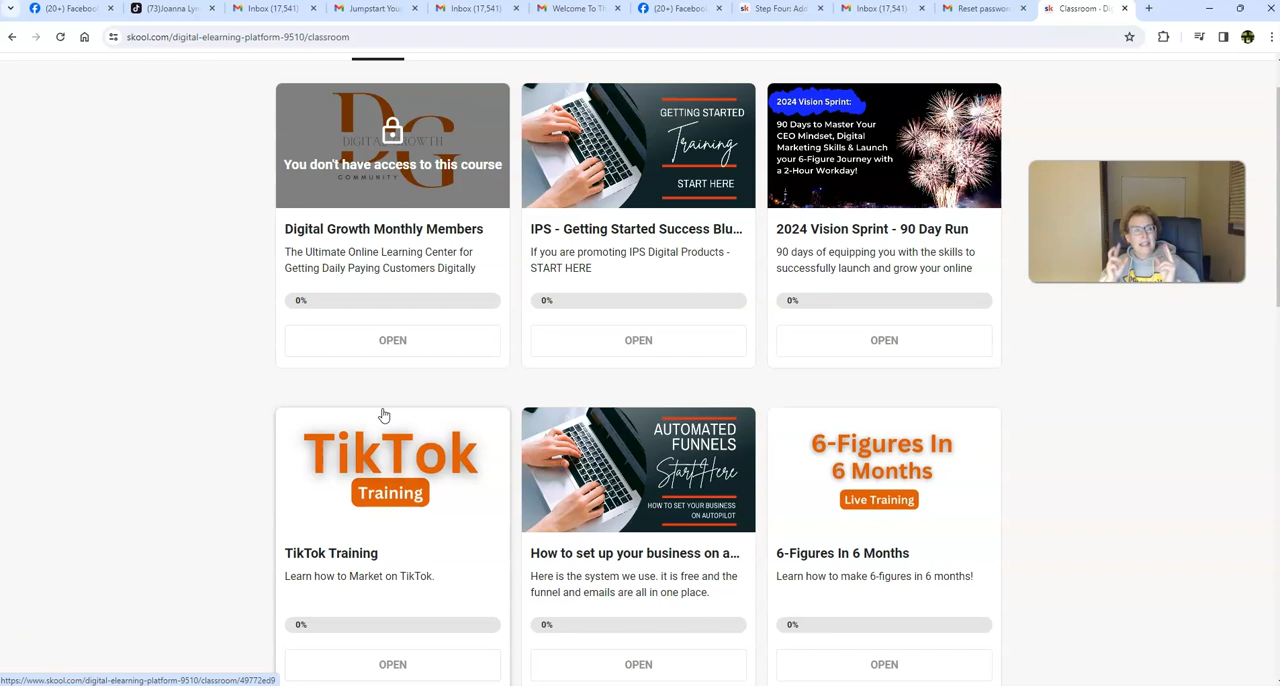 (20+) Facebook
(73)Joanna Lyn
Inbox (17,541)
Jumpstart You
Inbox (17,541)
Welcome To Th
(20+) Facebook
Step Four: Add
Inbox (17,541)
Reset passwor
Classroom - Dig
skool.com/digital-elearning-platform-9510/classroom
DIGITAL GROWTH
You don't have access to this course
COMMUNITY
Digital Growth Monthly Members
The Ultimate Online Learning Center for
Getting Daily Paying Customers Digitally
0%
OPEN
GETTING STARTED
Training
START HERE
IPS - Getting Started Success Blu...
If you are promoting IPS Digital Products -
START HERE
0%
OPEN
2024 Vision Sprint:
90 Days to Master Your
CEO Mindset, Digital
Marketing Skills & Launch
your 6-Figure Journey with
a 2-Hour Workday!
2024 Vision Sprint - 90 Day Run
90 days of equipping you with the skills to
successfully launch and grow your online
0%
OPEN
TikTok
Training
TikTok Training
Learn how to Market on TikTok.
0%
OPEN
AUTOMATED
FUNNELS
Start Here
HOW TO SET YOUR BUSINESS
ON AUTOPILOT
How to set up your business on a...
Here is the system we use. it is free and the
funnel and emails are all in one place.
0%
OPEN
6-Figures In
6 Months
Live Training
6-Figures In 6 Months
Learn how to make 6-figures in 6 months!
0%
OPEN
https://www.skool.com/digital-elearning-platform-9510/classroom/49772ed9